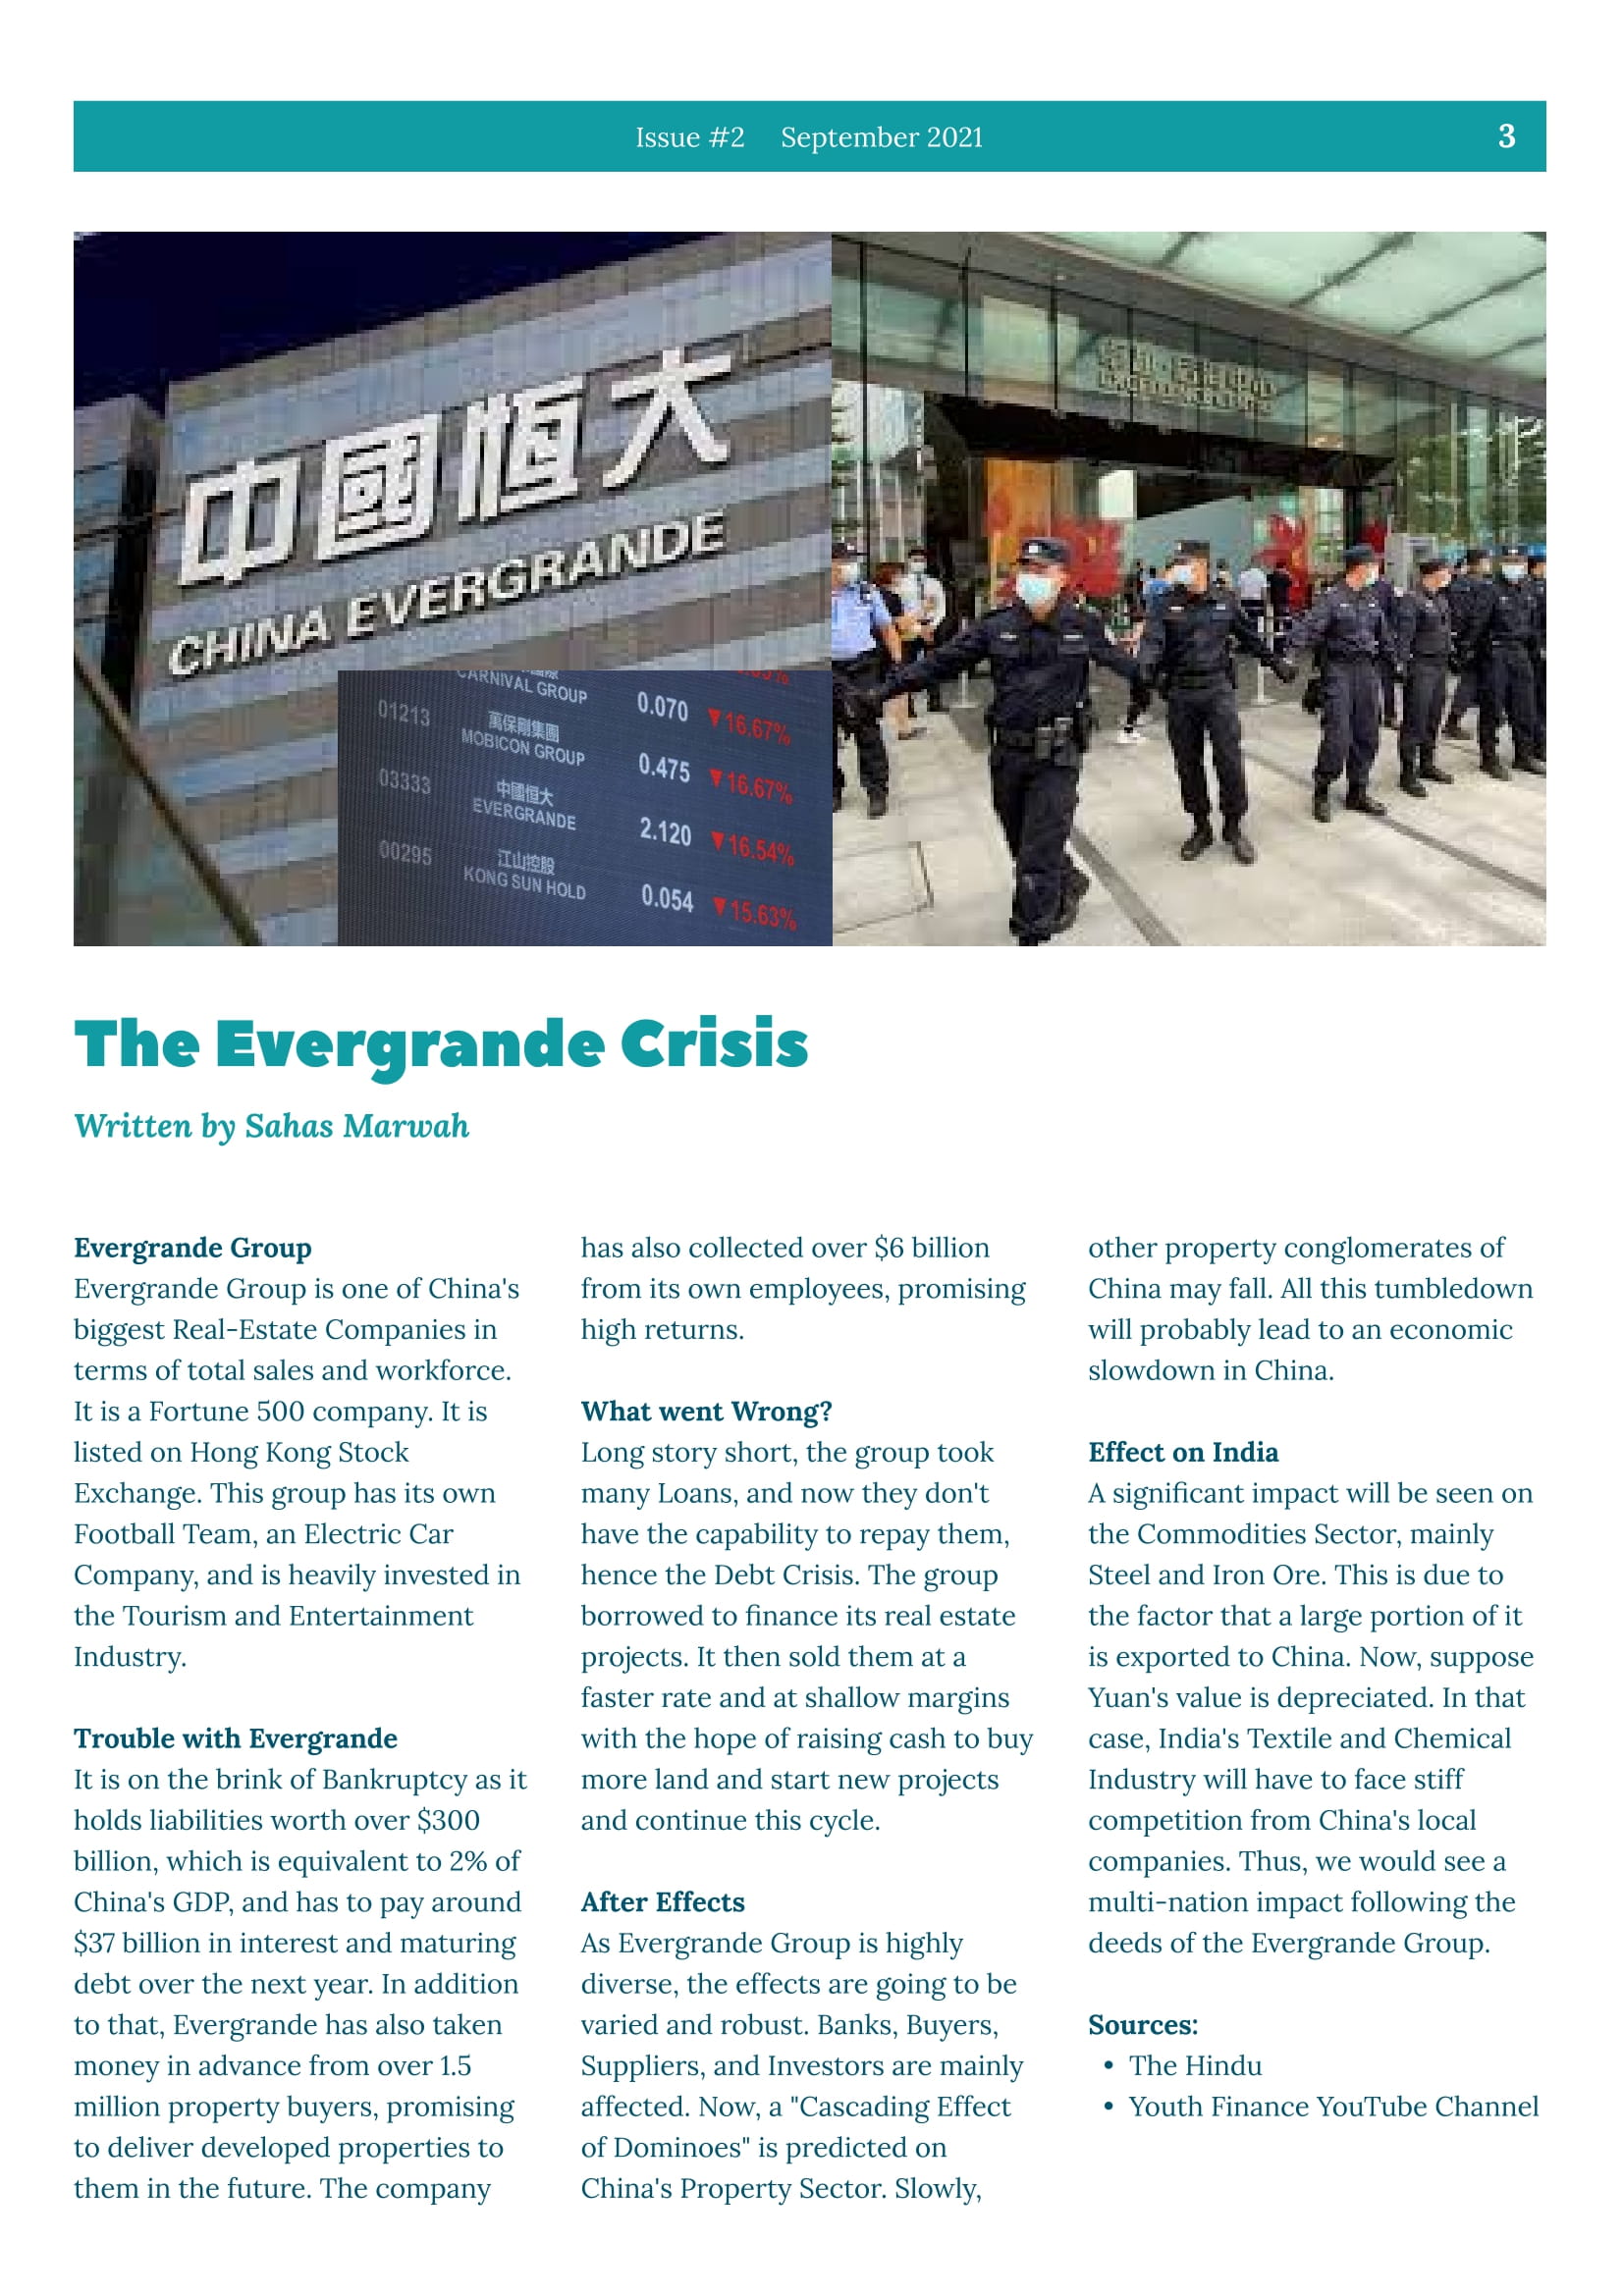 Issue #2 September 2021
3
中國恆大
CHINA EVERGRANDE
CARNIVAL GROUP 0.070 ▼16.67%
01213 萬保剛集團
MOBICON GROUP 0.475 ▼16.67%
03333 中國恒大
EVERGRANDE 2.120 ▼16.54%
00295 江山控股
KONG SUN HOLD 0.054 ▼15.63%
The Evergrande Crisis
Written by Sahas Marwah
Evergrande Group
Evergrande Group is one of China's
biggest Real-Estate Companies in
terms of total sales and workforce.
It is a Fortune 500 company. It is
listed on Hong Kong Stock
Exchange. This group has its own
Football Team, an Electric Car
Company, and is heavily invested in
the Tourism and Entertainment
Industry.
Trouble with Evergrande
It is on the brink of Bankruptcy as it
holds liabilities worth over $300
billion, which is equivalent to 2% of
China's GDP, and has to pay around
$37 billion in interest and maturing
debt over the next year. In addition
to that, Evergrande has also taken
money in advance from over 1.5
million property buyers, promising
to deliver developed properties to
them in the future. The company
has also collected over $6 billion
from its own employees, promising
high returns.
What went Wrong?
Long story short, the group took
many Loans, and now they don't
have the capability to repay them,
hence the Debt Crisis. The group
borrowed to finance its real estate
projects. It then sold them at a
faster rate and at shallow margins
with the hope of raising cash to buy
more land and start new projects
and continue this cycle.
After Effects
As Evergrande Group is highly
diverse, the effects are going to be
varied and robust. Banks, Buyers,
Suppliers, and Investors are mainly
affected. Now, a "Cascading Effect
of Dominoes" is predicted on
China's Property Sector. Slowly,
other property conglomerates of
China may fall. All this tumbledown
will probably lead to an economic
slowdown in China.
Effect on India
A significant impact will be seen on
the Commodities Sector, mainly
Steel and Iron Ore. This is due to
the factor that a large portion of it
is exported to China. Now, suppose
Yuan's value is depreciated. In that
case, India's Textile and Chemical
Industry will have to face stiff
competition from China's local
companies. Thus, we would see a
multi-nation impact following the
deeds of the Evergrande Group.
Sources:
• The Hindu
• Youth Finance YouTube Channel